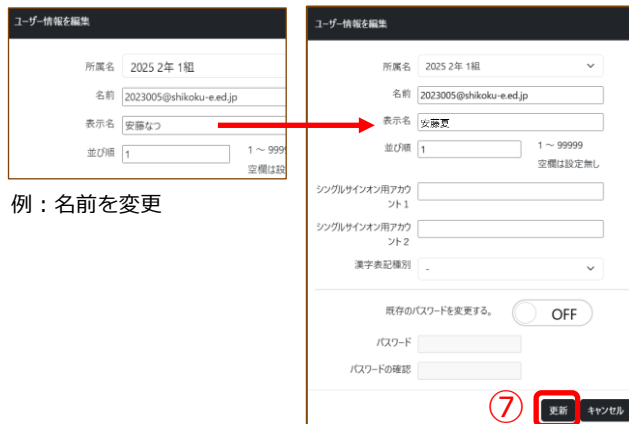 ユーザー情報を編集
所属名 2025 2年 1組
名前 2023005@shikoku-e.ed.jp
表示名 安藤なつ
並び順 1
1 ～ 999
空欄は設
例：名前を変更
ユーザー情報を編集
所属名 2025 2年 1組
名前 2023005@shikoku-e.ed.jp
表示名 安藤夏
並び順 1
1 ～ 99999
空欄は設定無し
シングルサインオン用アカウ
ント1
シングルサインオン用アカウ
ント2
漢字表記種別 -
既存のパスワードを変更する。 OFF
パスワード
パスワードの確認
⑦ 更新 キャンセル